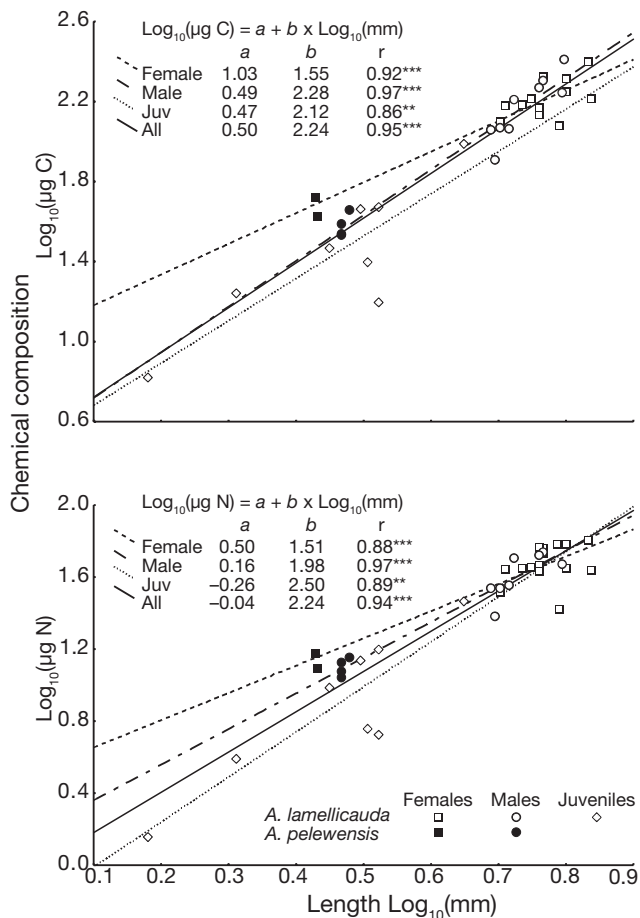 Log10(µg C) = a + b x Log10(mm)
a b r
Female 1.03 1.55 0.92***
Male 0.49 2.28 0.97***
Juv 0.47 2.12 0.86**
All 0.50 2.24 0.95***
2.6
2.2
1.8
1.4
1.0
0.6
Log10(µg C)
Chemical composition
Log10(µg N) = a + b x Log10(mm)
a b r
Female 0.50 1.51 0.88***
Male 0.16 1.98 0.97***
Juv −0.26 2.50 0.89**
All −0.04 2.24 0.94***
2.0
1.6
1.2
0.8
0.4
0.0
Log10(µg N)
Females Males Juveniles
A. lamellicauda
A. pelewensis
0.1 0.2 0.3 0.4 0.5 0.6 0.7 0.8 0.9
Length Log10(mm)